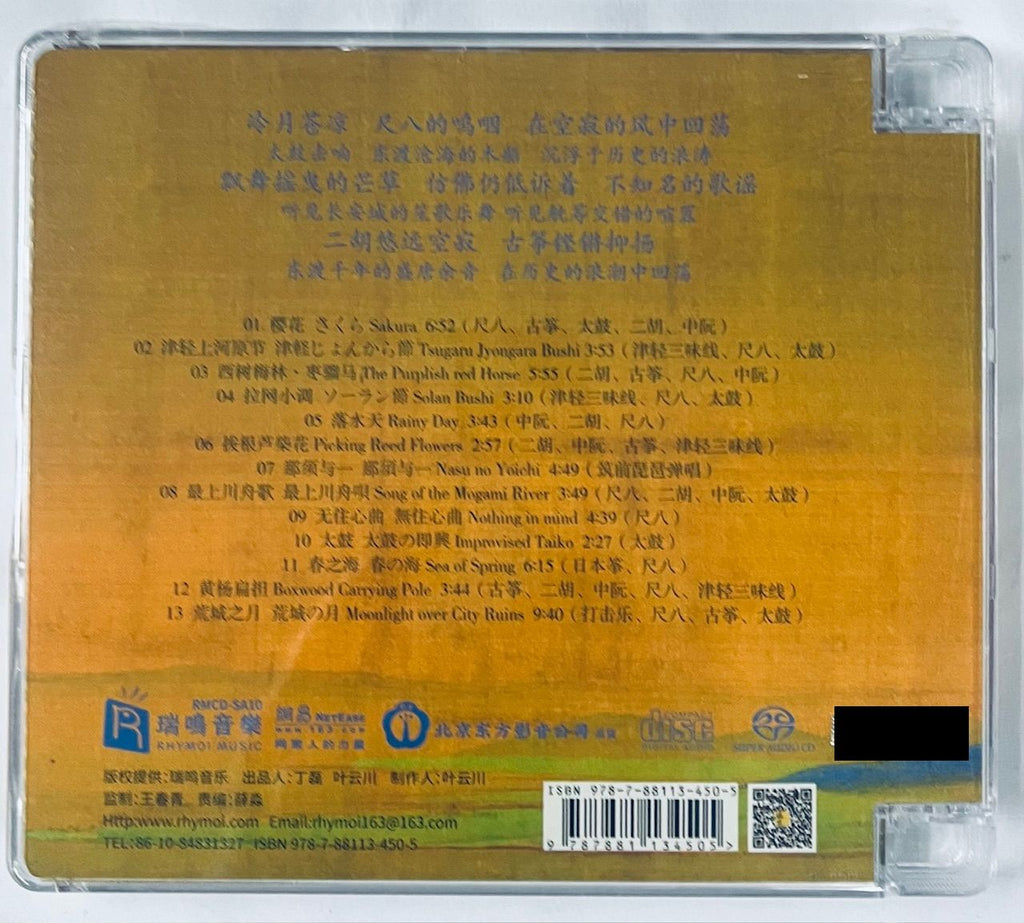 冷月苍凉 尺八的呜咽 在空寂的风中回荡
太鼓击响 东渡沧海的木船 沉浮于历史的浪涛
飘舞摇曳的芒草 仿佛仍低诉着 不知名的歌谣
听见长安城的笙歌乐舞 听见觥筹交错的喧嚣
二胡悠远空寂 古筝铿锵抑扬
东渡千年的盛唐余音 在历史的浪潮中回荡
01 樱花 さくら Sakura 6:52（尺八、古筝、太鼓、二胡、中阮）
02 津轻上河原节 津軽じょんから節 Tsugaru Jyongara Bushi 3:53（津轻三味线、尺八、太鼓）
03 西树梅林·枣骝马 The Purplish red Horse 5:55（二胡、古筝、尺八、中阮）
04 拉网小调 ソーラン節 Solan Bushi 3:10（津轻三味线、尺八、太鼓）
05 落水天 Rainy Day 3:43（中阮、二胡、尺八）
06 拔根芦柴花 Picking Reed Flowers 2:57（二胡、中阮、古筝、津轻三味线）
07 那须与一 那須与一 Nasu no Yoichi 4:49（筑前琵琶弹唱）
08 最上川舟歌 最上川舟唄 Song of the Mogami River 3:49（尺八、二胡、中阮、太鼓）
09 无住心曲 無住心曲 Nothing in mind 4:39（尺八）
10 太鼓 太鼓の即興 Improvised Taiko 2:27（太鼓）
11 春之海 春の海 Sea of Spring 6:15（日本筝、尺八）
12 黄杨扁担 Boxwood Carrying Pole 3:44（古筝、二胡、中阮、尺八、津轻三味线）
13 荒城之月 荒城の月 Moonlight over City Ruins 9:40（打击乐、尺八、古筝、太鼓）
RMCD-SA10
瑞鳴音樂
RHYMOI MUSIC
網易 NETEASE
www.163.com
网聚人的力量
北京东方影音公司 出版
COMPACT
disc
DIGITAL AUDIO
SUPER AUDIO CD
版权提供:瑞鸣音乐 出品人:丁磊 叶云川 制作人:叶云川
监制:王春青 责编:薛淼
Http:www.rhymoi.com Email:rhymoi163@163.com
TEL:86-10-84831327 ISBN 978-7-88113-450-5
ISBN 978-7-88113-450-5
9 787881 134505 >